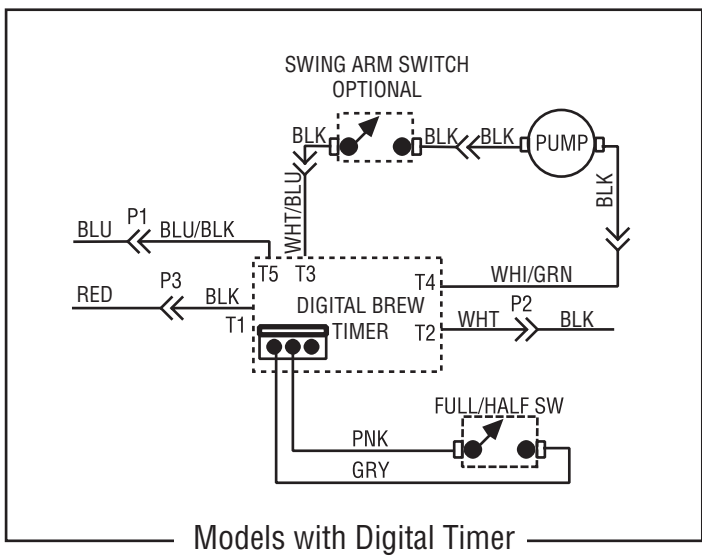 SWING ARM SWITCH
OPTIONAL
BLK
BLK
BLK
PUMP
BLK
WHT/BLU
BLU
P1
BLU/BLK
T5
T3
T4
WHI/GRN
RED
P3
BLK
T1
DIGITAL BREW
TIMER
T2
WHT
P2
BLK
FULL/HALF SW
PNK
GRY
Models with Digital Timer